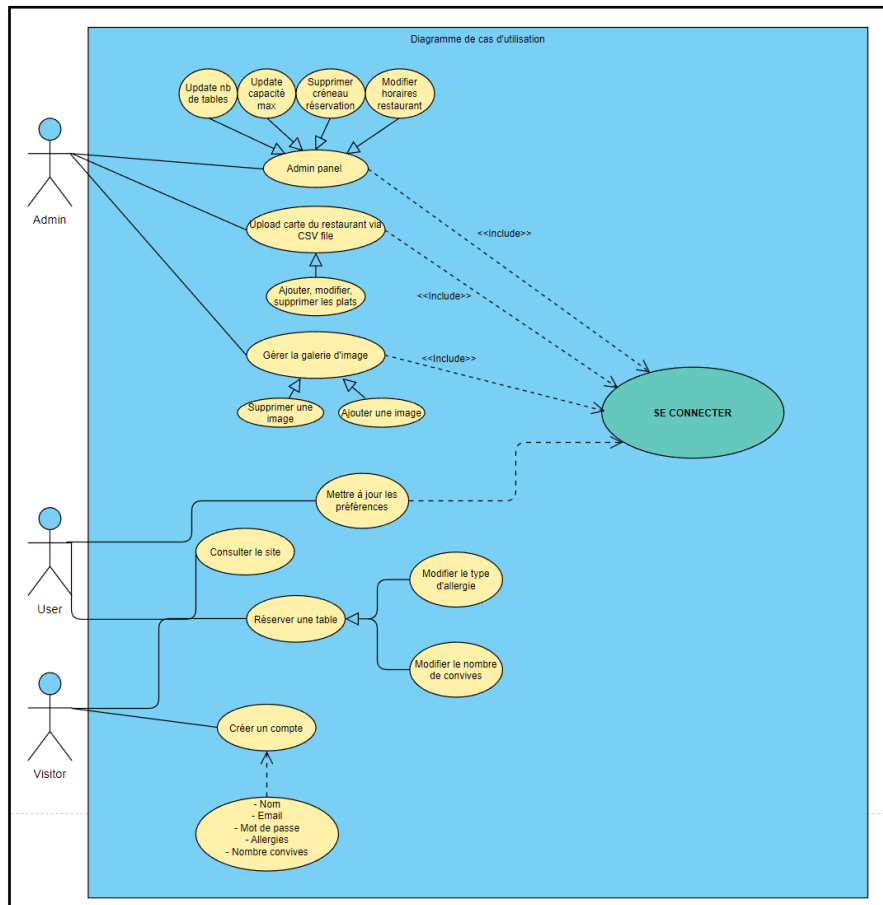 Diagramme de cas d'utilisation
Update nb
de tables
Update
capacité
max
Supprimer
créneau
réservation
Modifier
horaires
restaurant
Admin panel
Admin
<<Include>>
Upload carte du restaurant via
CSV file
<<Include>>
Ajouter, modifier,
supprimer les plats
Gérer la galerie d'image
<<Include>>
Supprimer une
image
Ajouter une image
SE CONNECTER
Mettre à jour les
préférences
Consulter le site
User
Modifier le type
d'allergie
Réserver une table
Modifier le nombre
de convives
Créer un compte
Visitor
- Nom
- Email
- Mot de passe
- Allergies
- Nombre convives